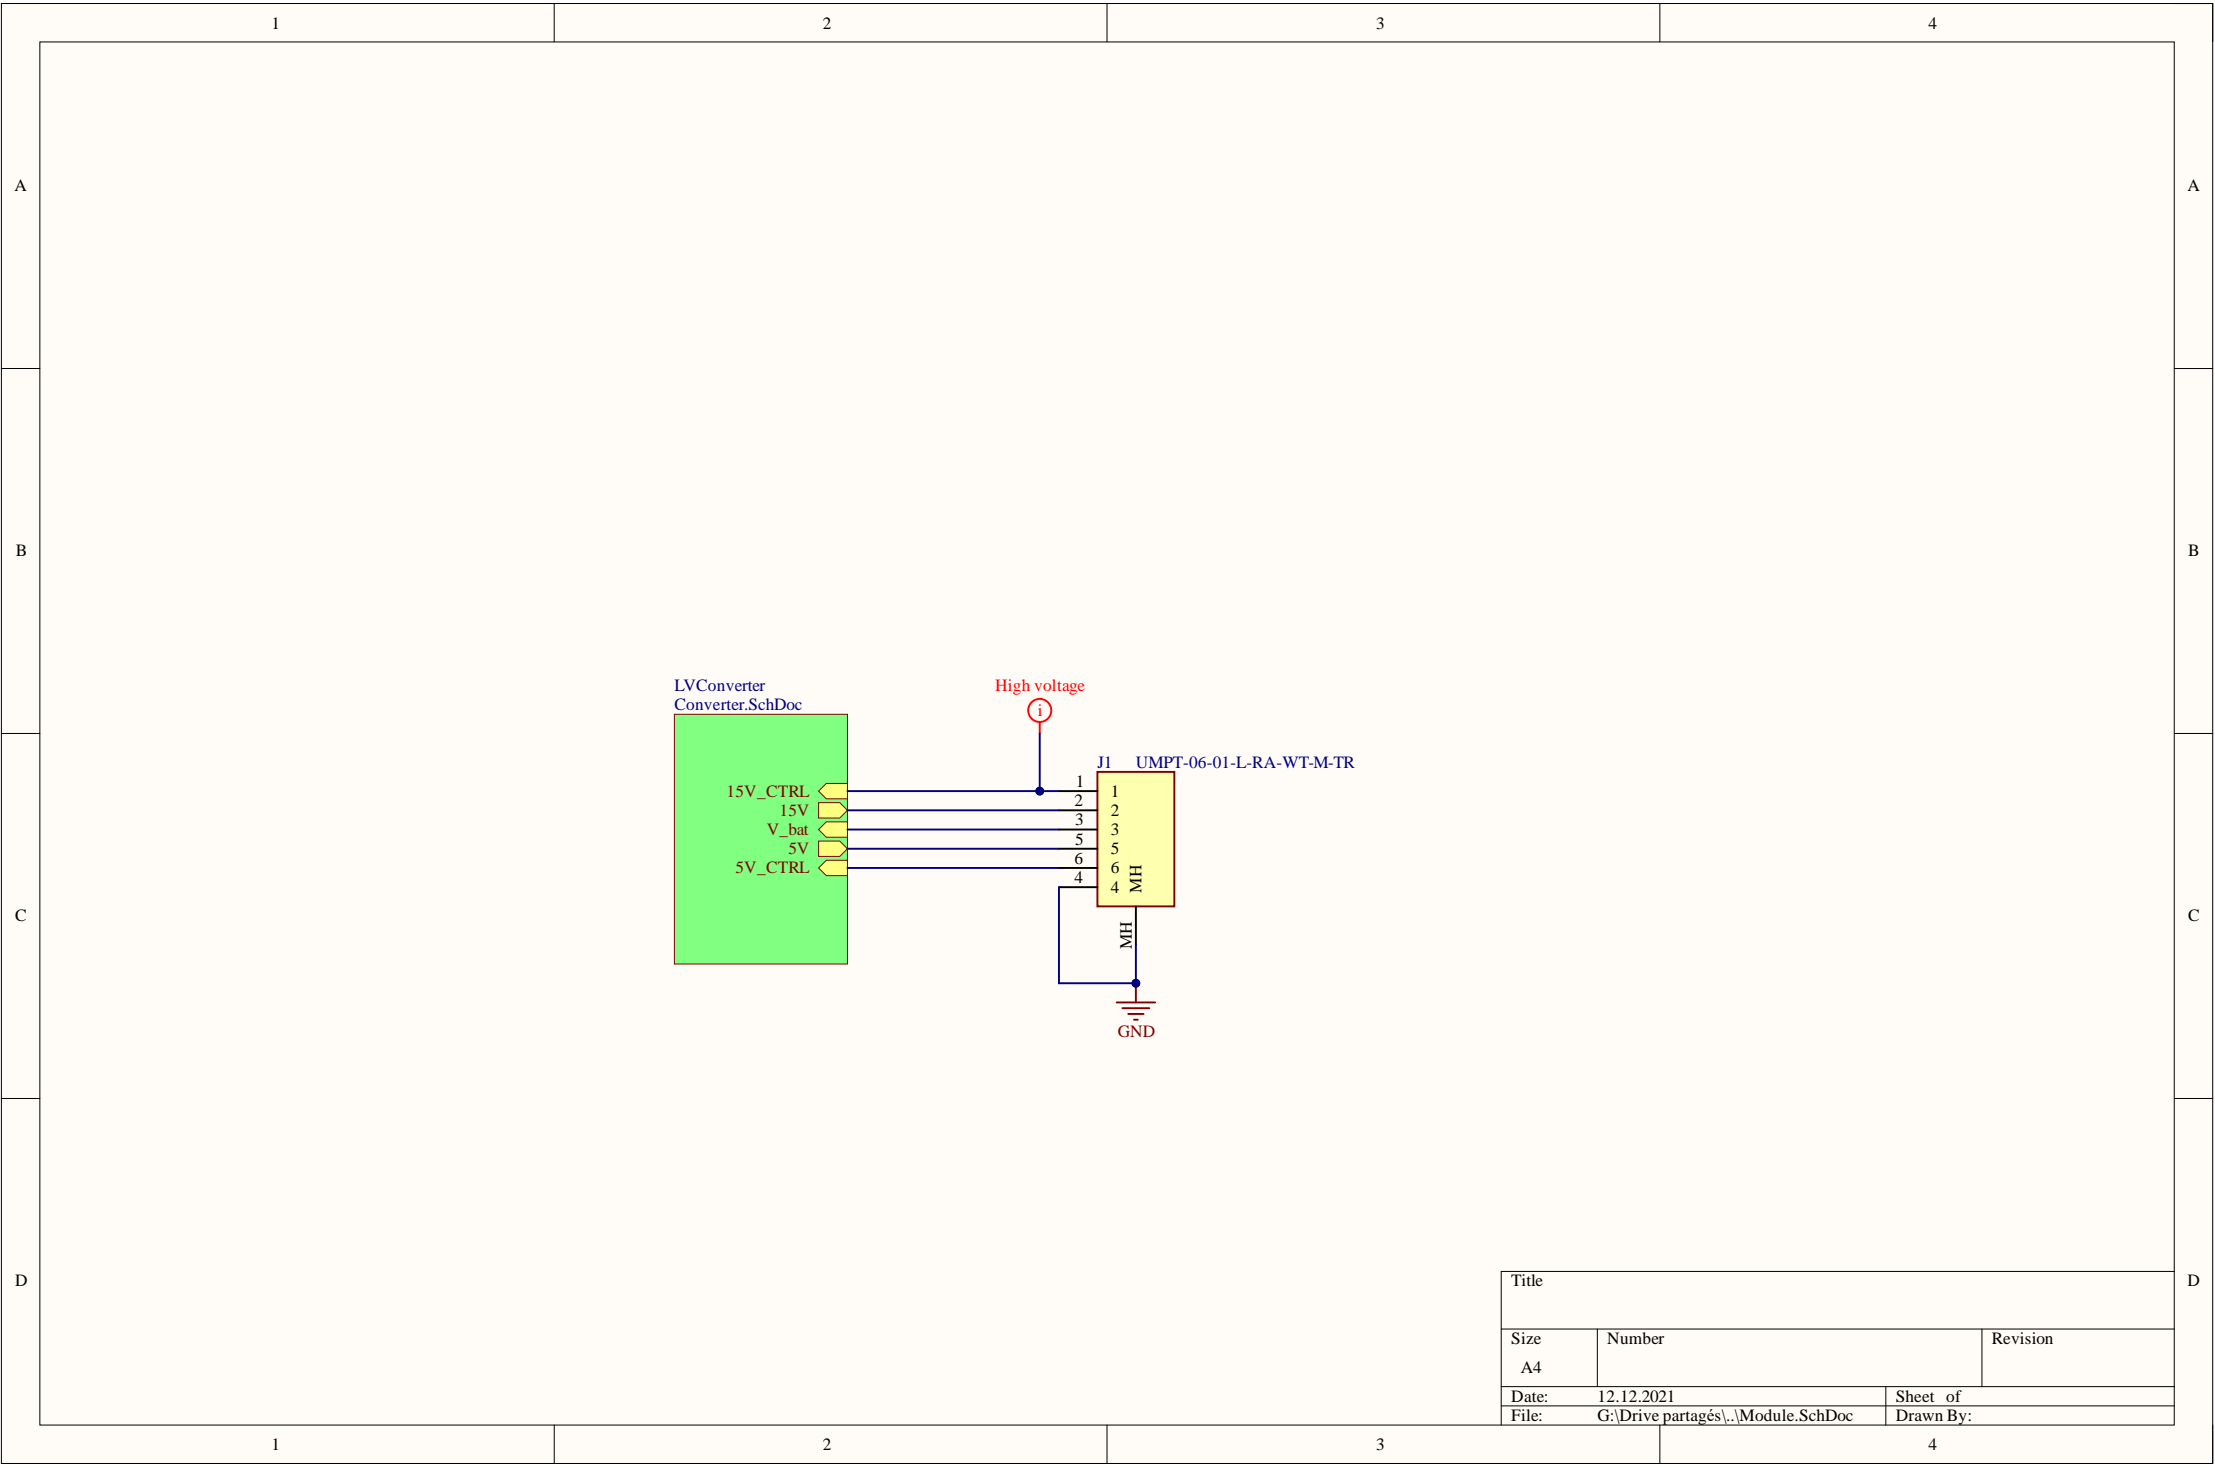 1 2 3 4
A A
B B
LVConverter
Converter.SchDoc
High voltage
i
J1 UMPT-06-01-L-RA-WT-M-TR
15V_CTRL 1 1
15V 2 2
V_bat 3 3
5V 5 5
5V_CTRL 6 6
4 4 MH
MH
GND
C C
D D
Title
Size Number Revision
A4
Date: 12.12.2021 Sheet of
File: G:\Drive partagés\..\Module.SchDoc Drawn By:
1 2 3 4